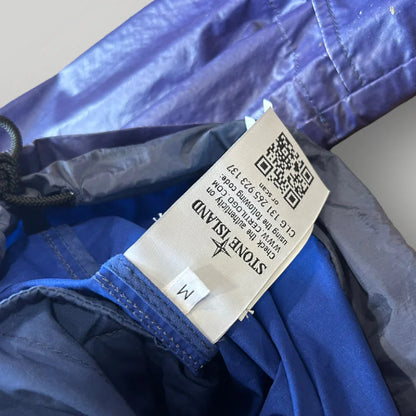 STONE ISLAND
Check the authenticity on
WWW.CERTILOGO.COM
using the following code:
CLG 131 265 923 137
or scan
M